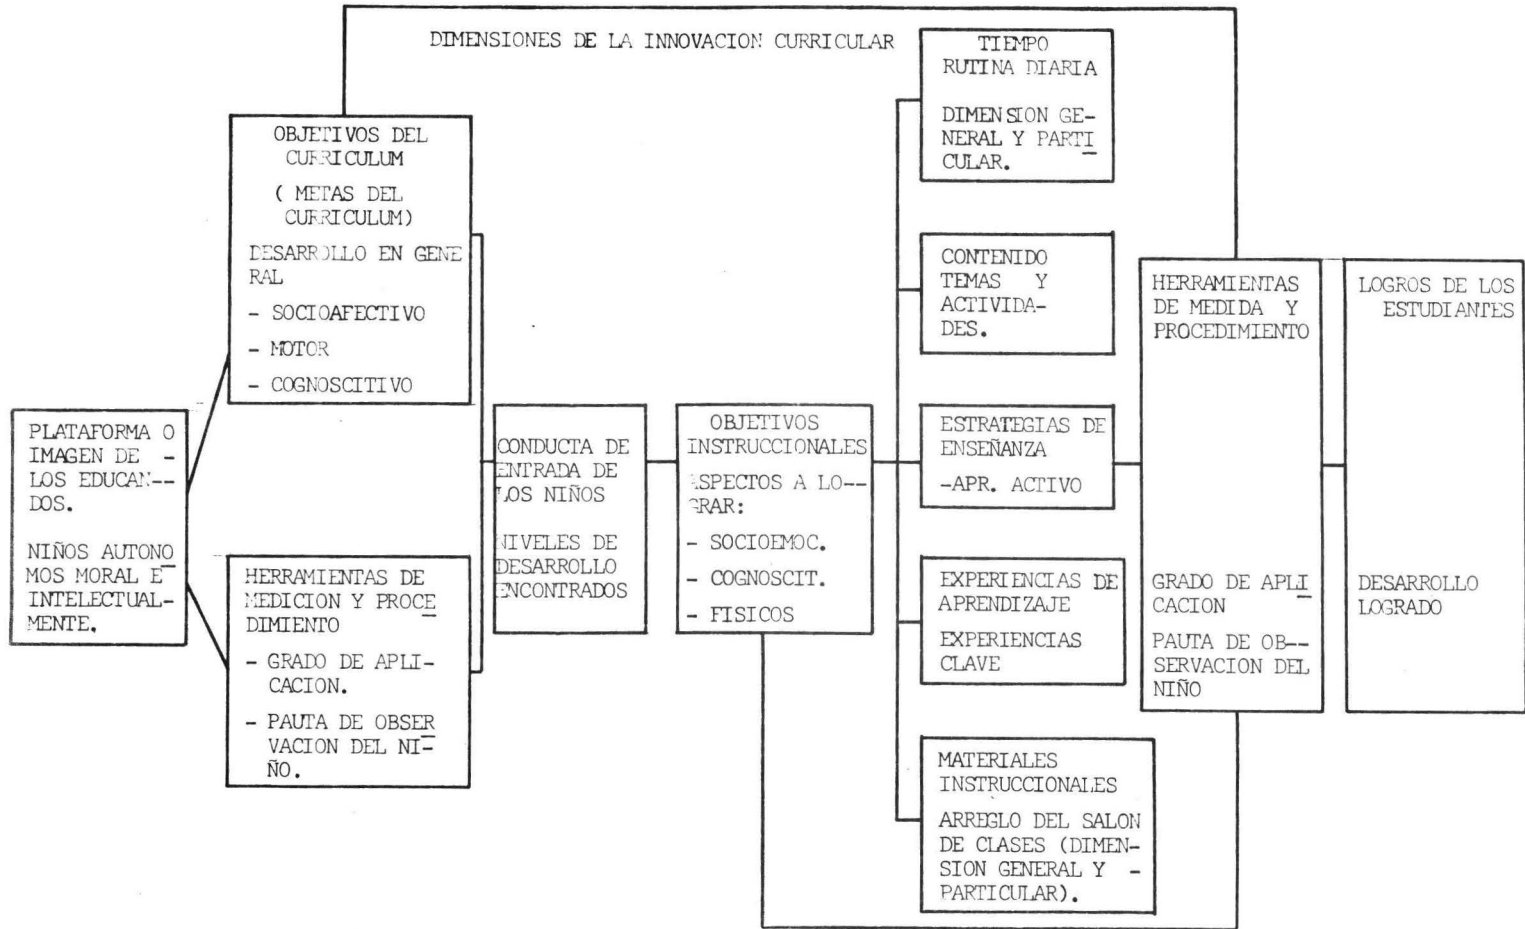 DIMENSIONES DE LA INNOVACION CURRICULAR
PLATAFORMA O
IMAGEN DE -
LOS EDUCAN--
DOS.
NIÑOS AUTONO
MOS MORAL E
INTELECTUAL-
MENTE.
OBJETIVOS DEL
CURRICULUM
( METAS DEL
CURRICULUM)
DESARROLLO EN GENE
RAL
- SOCIOAFECTIVO
- MOTOR
- COGNOSCITIVO
HERRAMIENTAS DE
MEDICION Y PROCE
DIMIENTO
- GRADO DE APLI-
CACION.
- PAUTA DE OBSER
VACION DEL NI-
ÑO.
CONDUCTA DE
ENTRADA DE
LOS NIÑOS
NIVELES DE
DESARROLLO
ENCONTRADOS
OBJETIVOS
INSTRUCCIONALES
ASPECTOS A LO--
GRAR:
- SOCIOEMOC.
- COGNOSCIT.
- FISICOS
TIEMPO
RUTINA DIARIA
DIMENSION GE-
NERAL Y PARTI
CULAR.
CONTENIDO
TEMAS Y
ACTIVIDA-
DES.
ESTRATEGIAS DE
ENSEÑANZA
-APR. ACTIVO
EXPERIENCIAS DE
APRENDIZAJE
EXPERIENCIAS
CLAVE
MATERIALES
INSTRUCCIONALES
ARREGLO DEL SALON
DE CLASES (DIMEN-
SION GENERAL Y -
PARTICULAR).
HERRAMIENTAS
DE MEDIDA Y
PROCEDIMIENTO
GRADO DE APLI
CACION
PAUTA DE OB--
SERVACION DEL
NIÑO
LOGROS DE LOS
ESTUDIANTES
DESARROLLO
LOGRADO